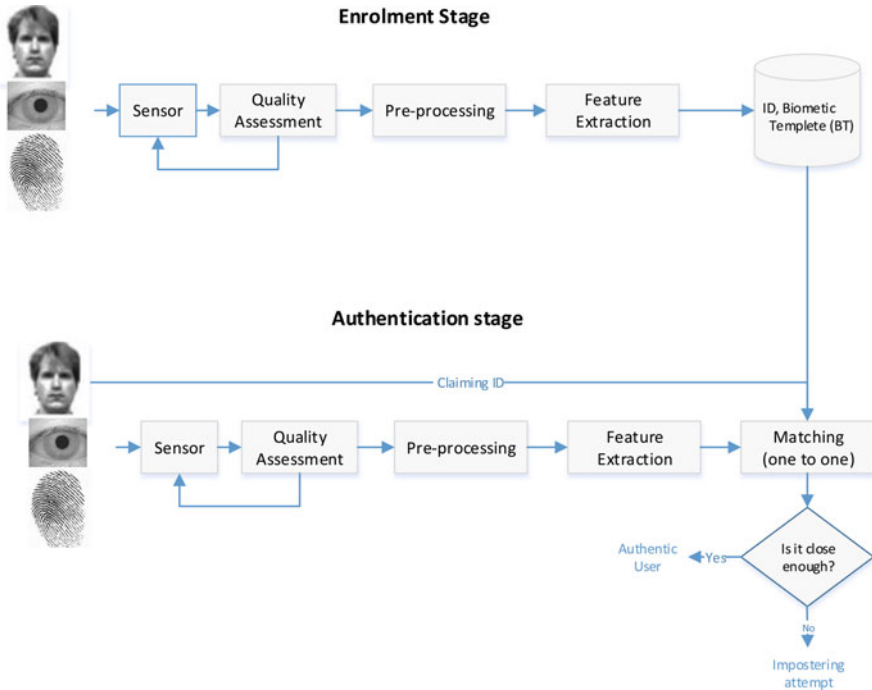 Enrolment Stage
Sensor
Quality
Assessment
Pre-processing
Feature
Extraction
ID, Biometic
Templete (BT)
Authentication stage
Claiming ID
Sensor
Quality
Assessment
Pre-processing
Feature
Extraction
Matching
(one to one)
Is it close
enough?
Yes
Authentic
User
No
Impostering
attempt